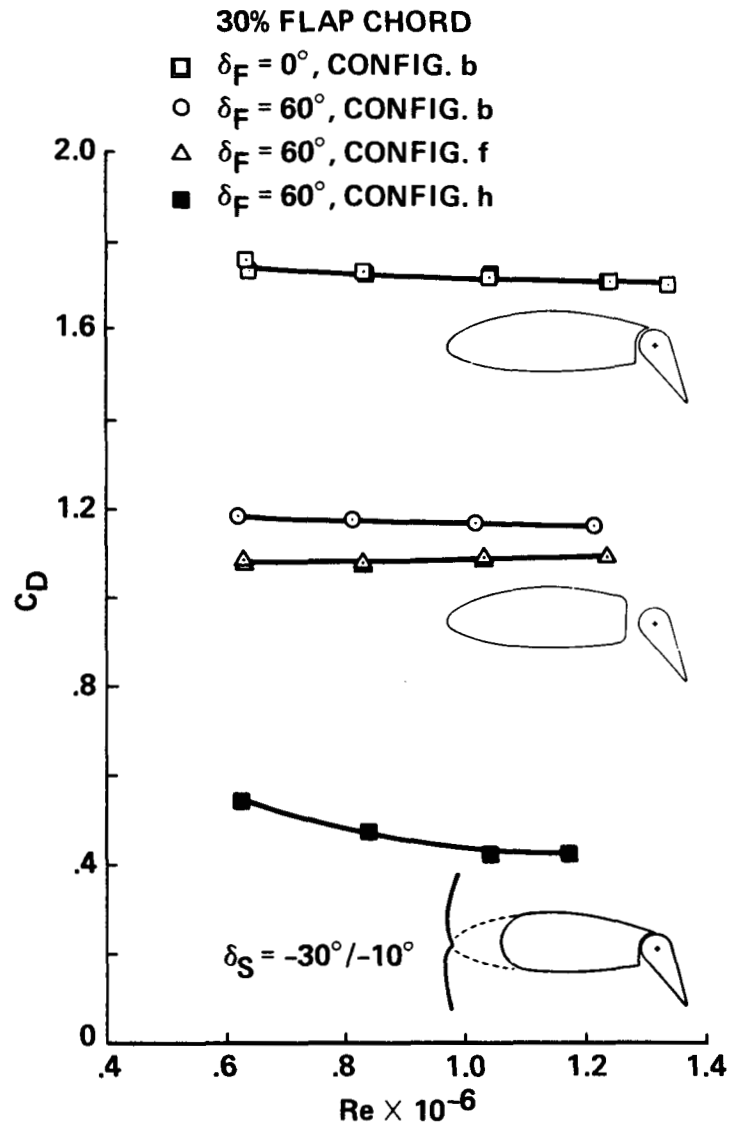 30% FLAP CHORD
δF = 0°, CONFIG. b
δF = 60°, CONFIG. b
δF = 60°, CONFIG. f
δF = 60°, CONFIG. h
2.0
1.6
1.2
CD
.8
.4
δS = –30°/–10°
0
.4 .6 .8 1.0 1.2 1.4
Re × 10⁻⁶